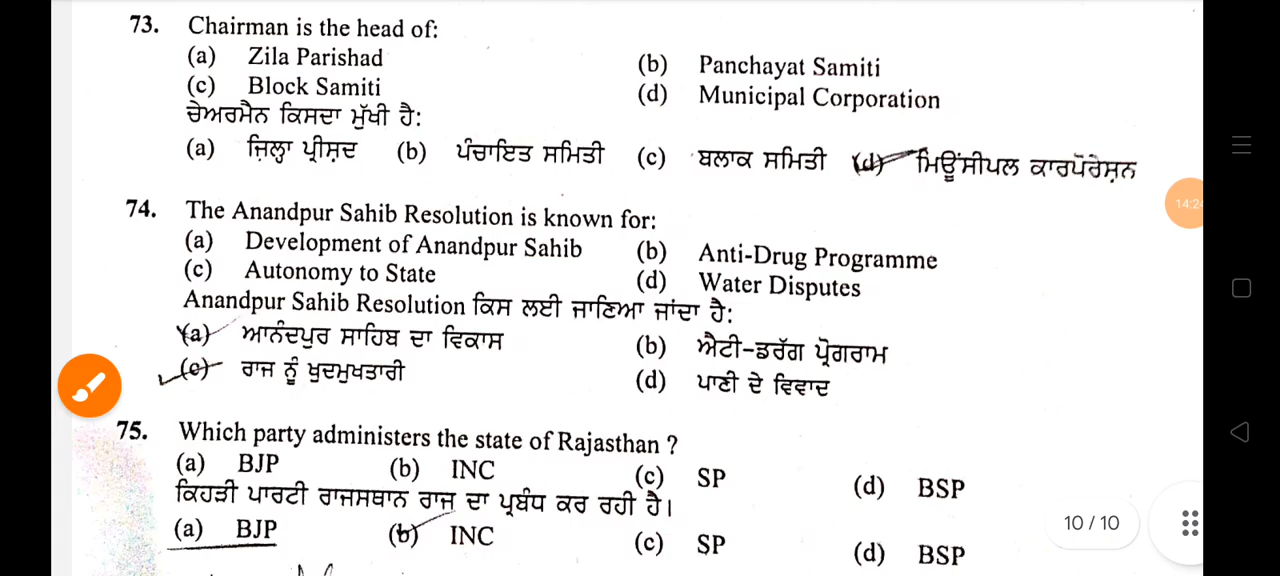 73. Chairman is the head of:
(a) Zila Parishad (b) Panchayat Samiti
(c) Block Samiti (d) Municipal Corporation
ਚੇਅਰਮੈਨ ਕਿਸਦਾ ਮੁੱਖੀ ਹੈ:
(a) ਜ਼ਿਲ੍ਹਾ ਪ੍ਰੀਸ਼ਦ (b) ਪੰਚਾਇਤ ਸਮਿਤੀ (c) ਬਲਾਕ ਸਮਿਤੀ (d) ਮਿਊਂਸੀਪਲ ਕਾਰਪੋਰੇਸ਼ਨ
14:24
74. The Anandpur Sahib Resolution is known for:
(a) Development of Anandpur Sahib (b) Anti-Drug Programme
(c) Autonomy to State (d) Water Disputes
Anandpur Sahib Resolution ਕਿਸ ਲਈ ਜਾਣਿਆ ਜਾਂਦਾ ਹੈ:
(a) ਆਨੰਦਪੁਰ ਸਾਹਿਬ ਦਾ ਵਿਕਾਸ (b) ਐਟੀ-ਡਰੱਗ ਪ੍ਰੋਗਰਾਮ
(c) ਰਾਜ ਨੂੰ ਖੁਦਮੁਖਤਾਰੀ (d) ਪਾਣੀ ਦੇ ਵਿਵਾਦ
75. Which party administers the state of Rajasthan ?
(a) BJP (b) INC (c) SP (d) BSP
ਕਿਹੜੀ ਪਾਰਟੀ ਰਾਜਸਥਾਨ ਰਾਜ ਦਾ ਪ੍ਰਬੰਧ ਕਰ ਰਹੀ ਹੈ।
(a) BJP (b) INC (c) SP (d) BSP
10 / 10